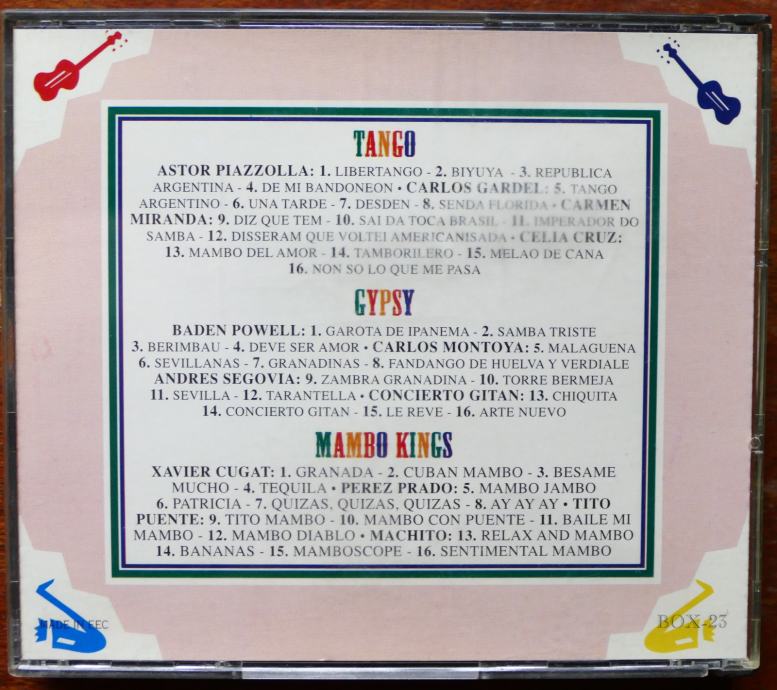 TANGO
ASTOR PIAZZOLLA: 1. LIBERTANGO - 2. BIYUYA - 3. REPUBLICA
ARGENTINA - 4. DE MI BANDONEON • CARLOS GARDEL: 5. TANGO
ARGENTINO - 6. UNA TARDE - 7. DESDEN - 8. SENDA FLORIDA • CARMEN
MIRANDA: 9. DIZ QUE TEM - 10. SAI DA TOCA BRASIL - 11. IMPERADOR DO
SAMBA - 12. DISSERAM QUE VOLTEI AMERICANISADA • CELIA CRUZ:
13. MAMBO DEL AMOR - 14. TAMBORILERO - 15. MELAO DE CANA
16. NON SO LO QUE ME PASA
GYPSY
BADEN POWELL: 1. GAROTA DE IPANEMA - 2. SAMBA TRISTE
3. BERIMBAU - 4. DEVE SER AMOR • CARLOS MONTOYA: 5. MALAGUENA
6. SEVILLANAS - 7. GRANADINAS - 8. FANDANGO DE HUELVA Y VERDIALE
ANDRES SEGOVIA: 9. ZAMBRA GRANADINA - 10. TORRE BERMEJA
11. SEVILLA - 12. TARANTELLA • CONCIERTO GITAN: 13. CHIQUITA
14. CONCIERTO GITAN - 15. LE REVE - 16. ARTE NUEVO
MAMBO KINGS
XAVIER CUGAT: 1. GRANADA - 2. CUBAN MAMBO - 3. BESAME
MUCHO - 4. TEQUILA • PEREZ PRADO: 5. MAMBO JAMBO
6. PATRICIA - 7. QUIZAS, QUIZAS, QUIZAS - 8. AY AY AY • TITO
PUENTE: 9. TITO MAMBO - 10. MAMBO CON PUENTE - 11. BAILE MI
MAMBO - 12. MAMBO DIABLO • MACHITO: 13. RELAX AND MAMBO
14. BANANAS - 15. MAMBOSCOPE - 16. SENTIMENTAL MAMBO
MADE IN EEC
BOX-23